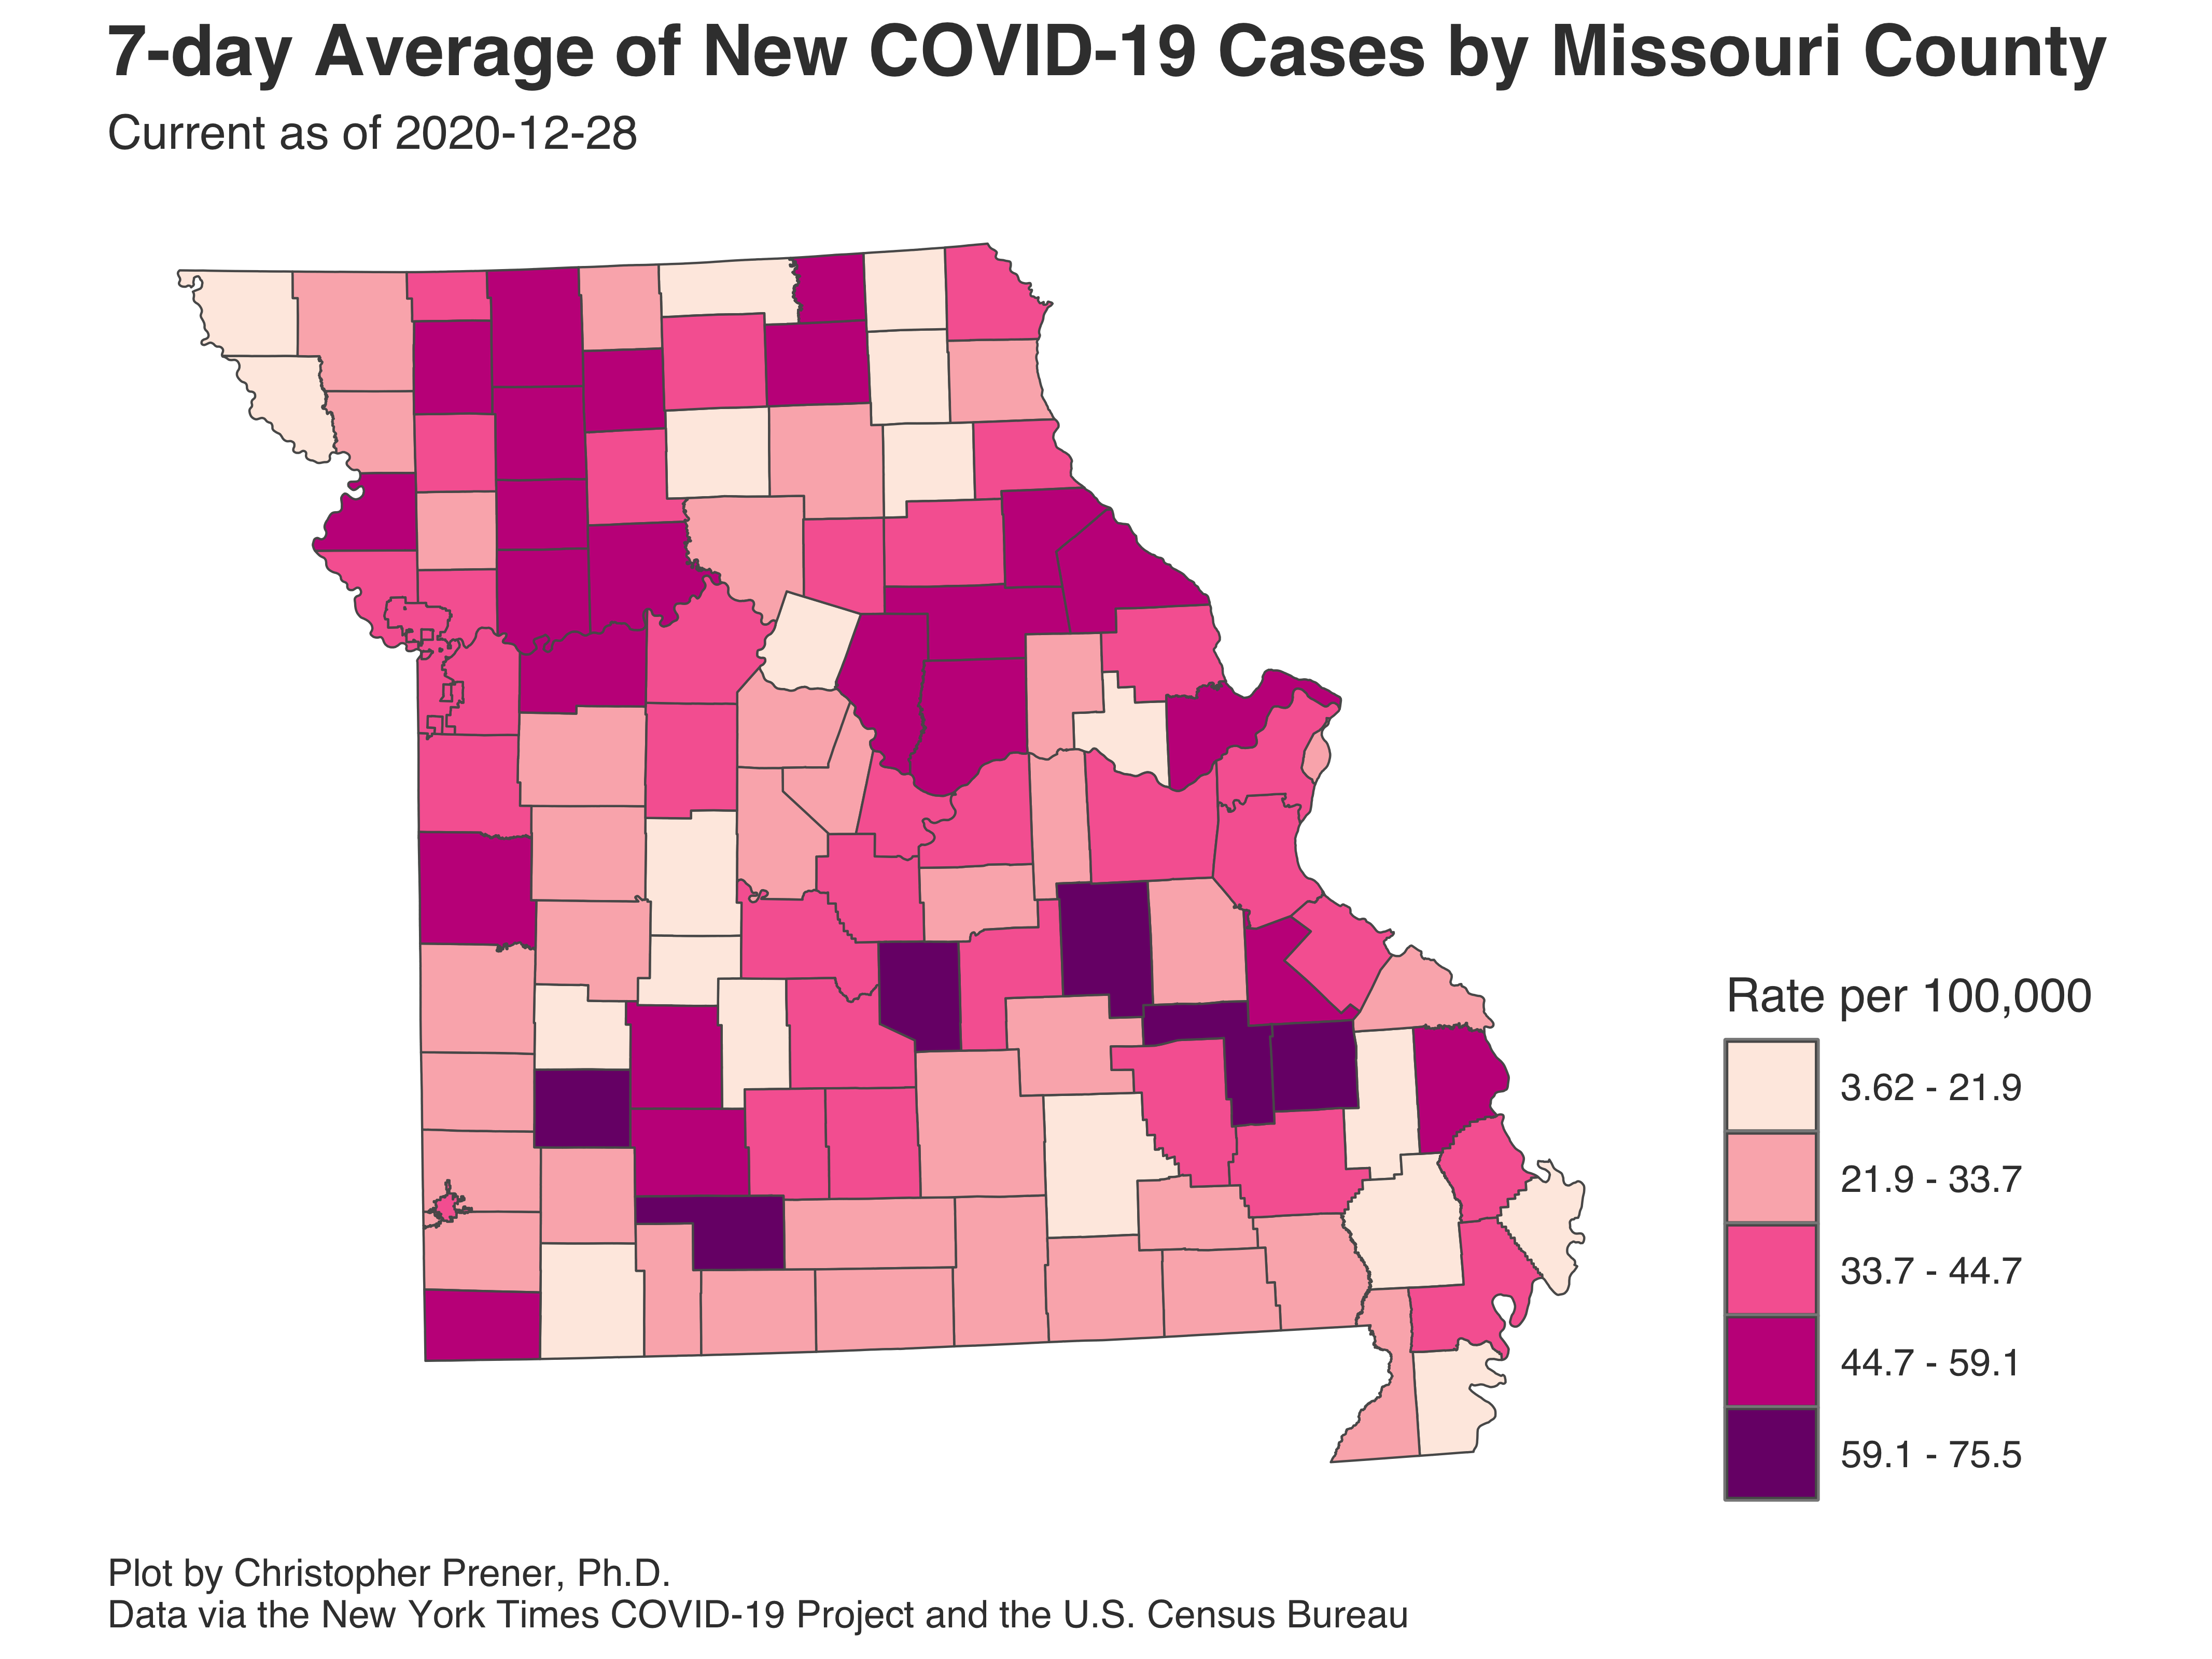 7-day Average of New COVID-19 Cases by Missouri County
Current as of 2020-12-28
Rate per 100,000
3.62 - 21.9
21.9 - 33.7
33.7 - 44.7
44.7 - 59.1
59.1 - 75.5
Plot by Christopher Prener, Ph.D.
Data via the New York Times COVID-19 Project and the U.S. Census Bureau